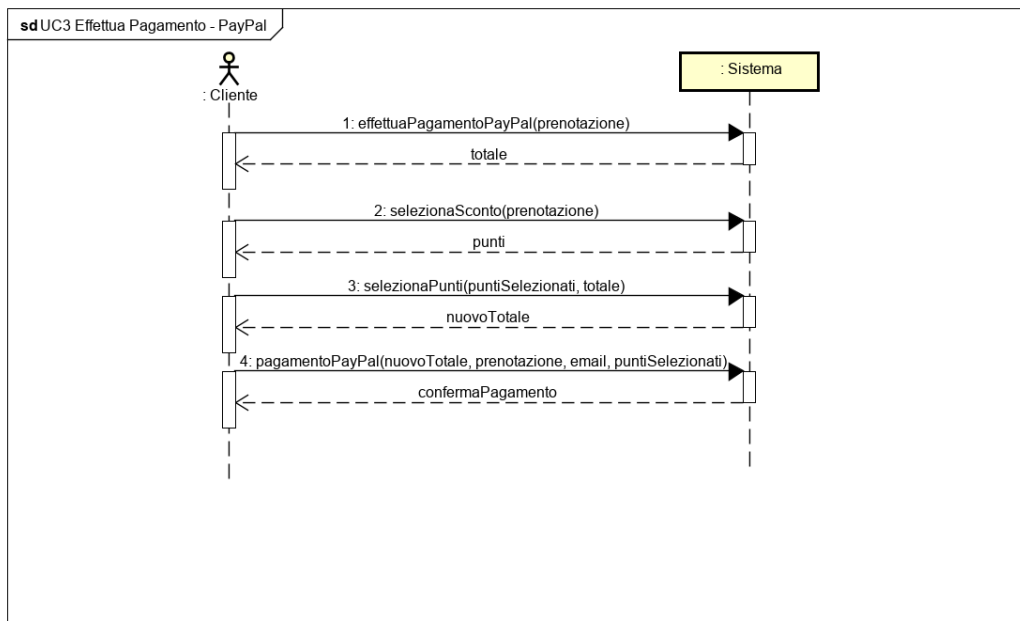 sd UC3 Effettua Pagamento - PayPal
: Cliente
: Sistema
1: effettuaPagamentoPayPal(prenotazione)
totale
2: selezionaSconto(prenotazione)
punti
3: selezionaPunti(puntiSelezionati, totale)
nuovoTotale
4: pagamentoPayPal(nuovoTotale, prenotazione, email, puntiSelezionati)
confermaPagamento